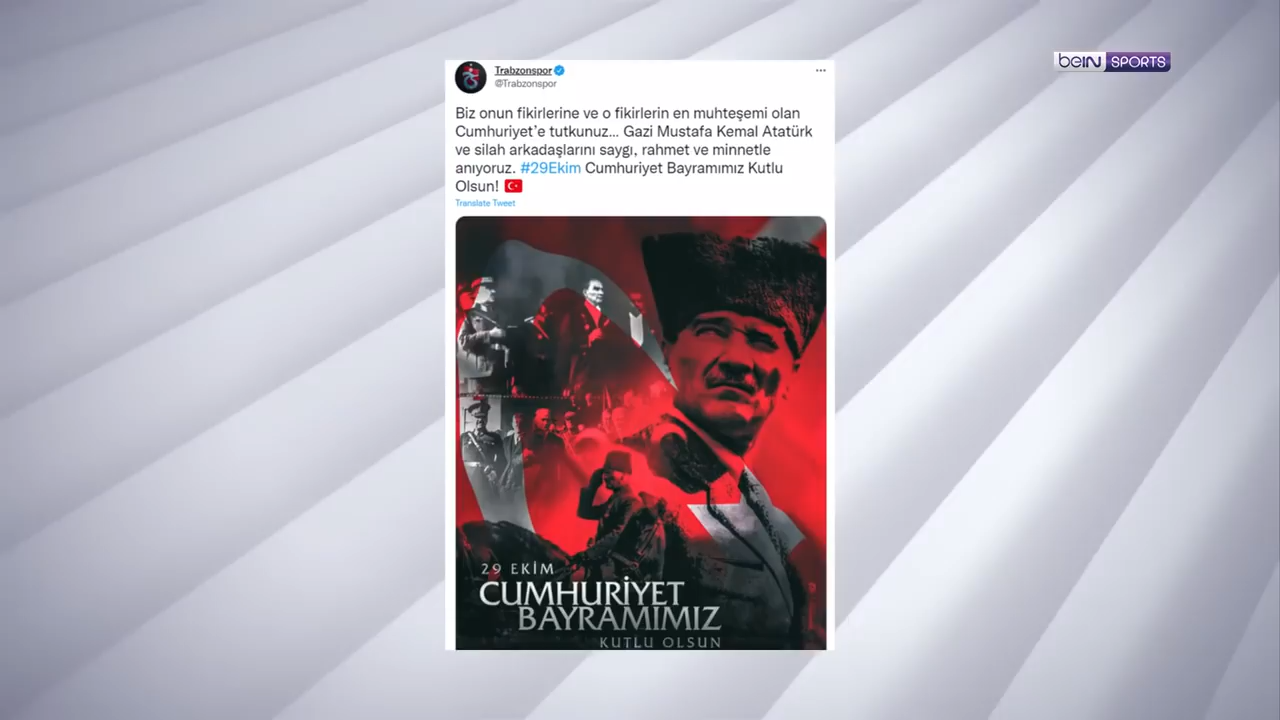 beIN SPORTS
Trabzonspor
@Trabzonspor
Biz onun fikirlerine ve o fikirlerin en muhteşemi olan
Cumhuriyet'e tutkunuz... Gazi Mustafa Kemal Atatürk
ve silah arkadaşlarını saygı, rahmet ve minnetle
anıyoruz. #29Ekim Cumhuriyet Bayramımız Kutlu
Olsun! 🇹🇷
Translate Tweet
29 EKİM
CUMHURİYET
BAYRAMIMIZ
KUTLU OLSUN